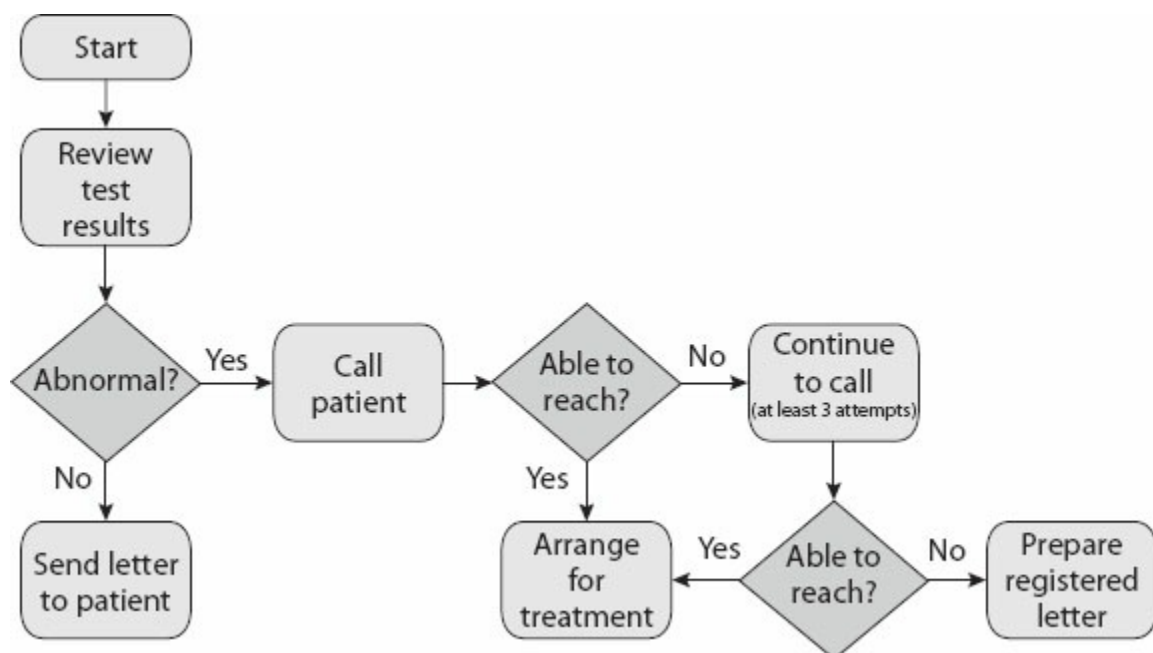 Start
Review
test
results
Abnormal?
Yes
No
Send letter
to patient
Call
patient
Able to
reach?
No
Yes
Continue
to call
(at least 3 attempts)
Arrange
for
treatment
Yes
Able to
reach?
No
Prepare
registered
letter